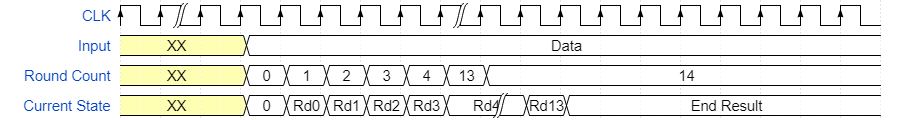 CLK
Input XX Data
Round Count XX 0 1 2 3 4 13 14
Current State XX 0 Rd0 Rd1 Rd2 Rd3 Rd4 Rd13 End Result